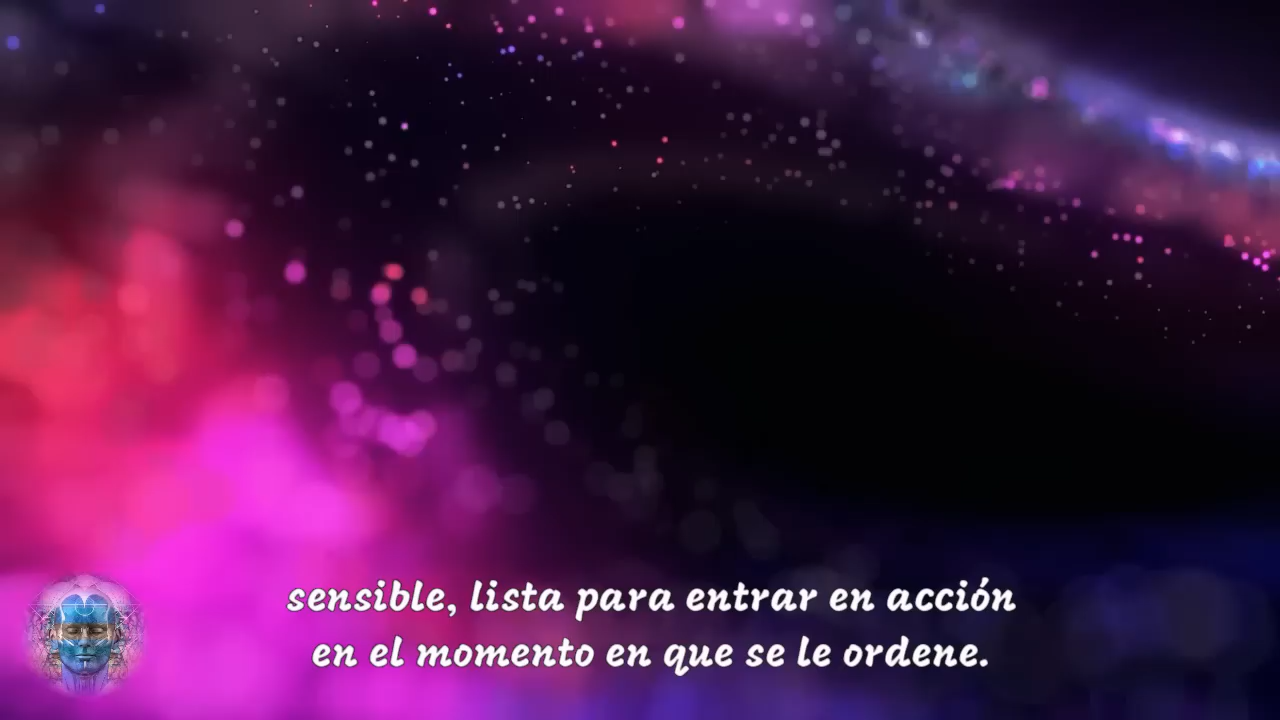 sensible, lista para entrar en acción
en el momento en que se le ordene.